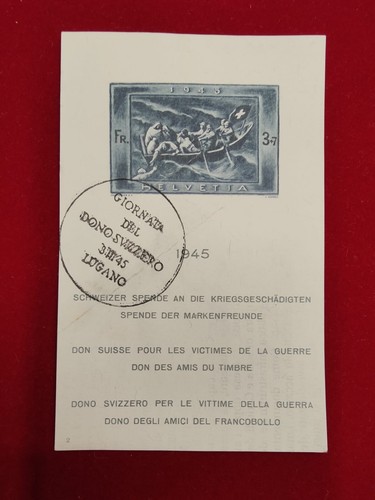 1945
FR. 3+7
HELVETIA
GIORNATA
DEL
DONO SVIZZERO
3 III 45
LUGANO
1945
SCHWEIZER SPENDE AN DIE KRIEGSGESCHÄDIGTEN
SPENDE DER MARKENFREUNDE
DON SUISSE POUR LES VICTIMES DE LA GUERRE
DON DES AMIS DU TIMBRE
DONO SVIZZERO PER LE VITTIME DELLA GUERRA
DONO DEGLI AMICI DEL FRANCOBOLLO